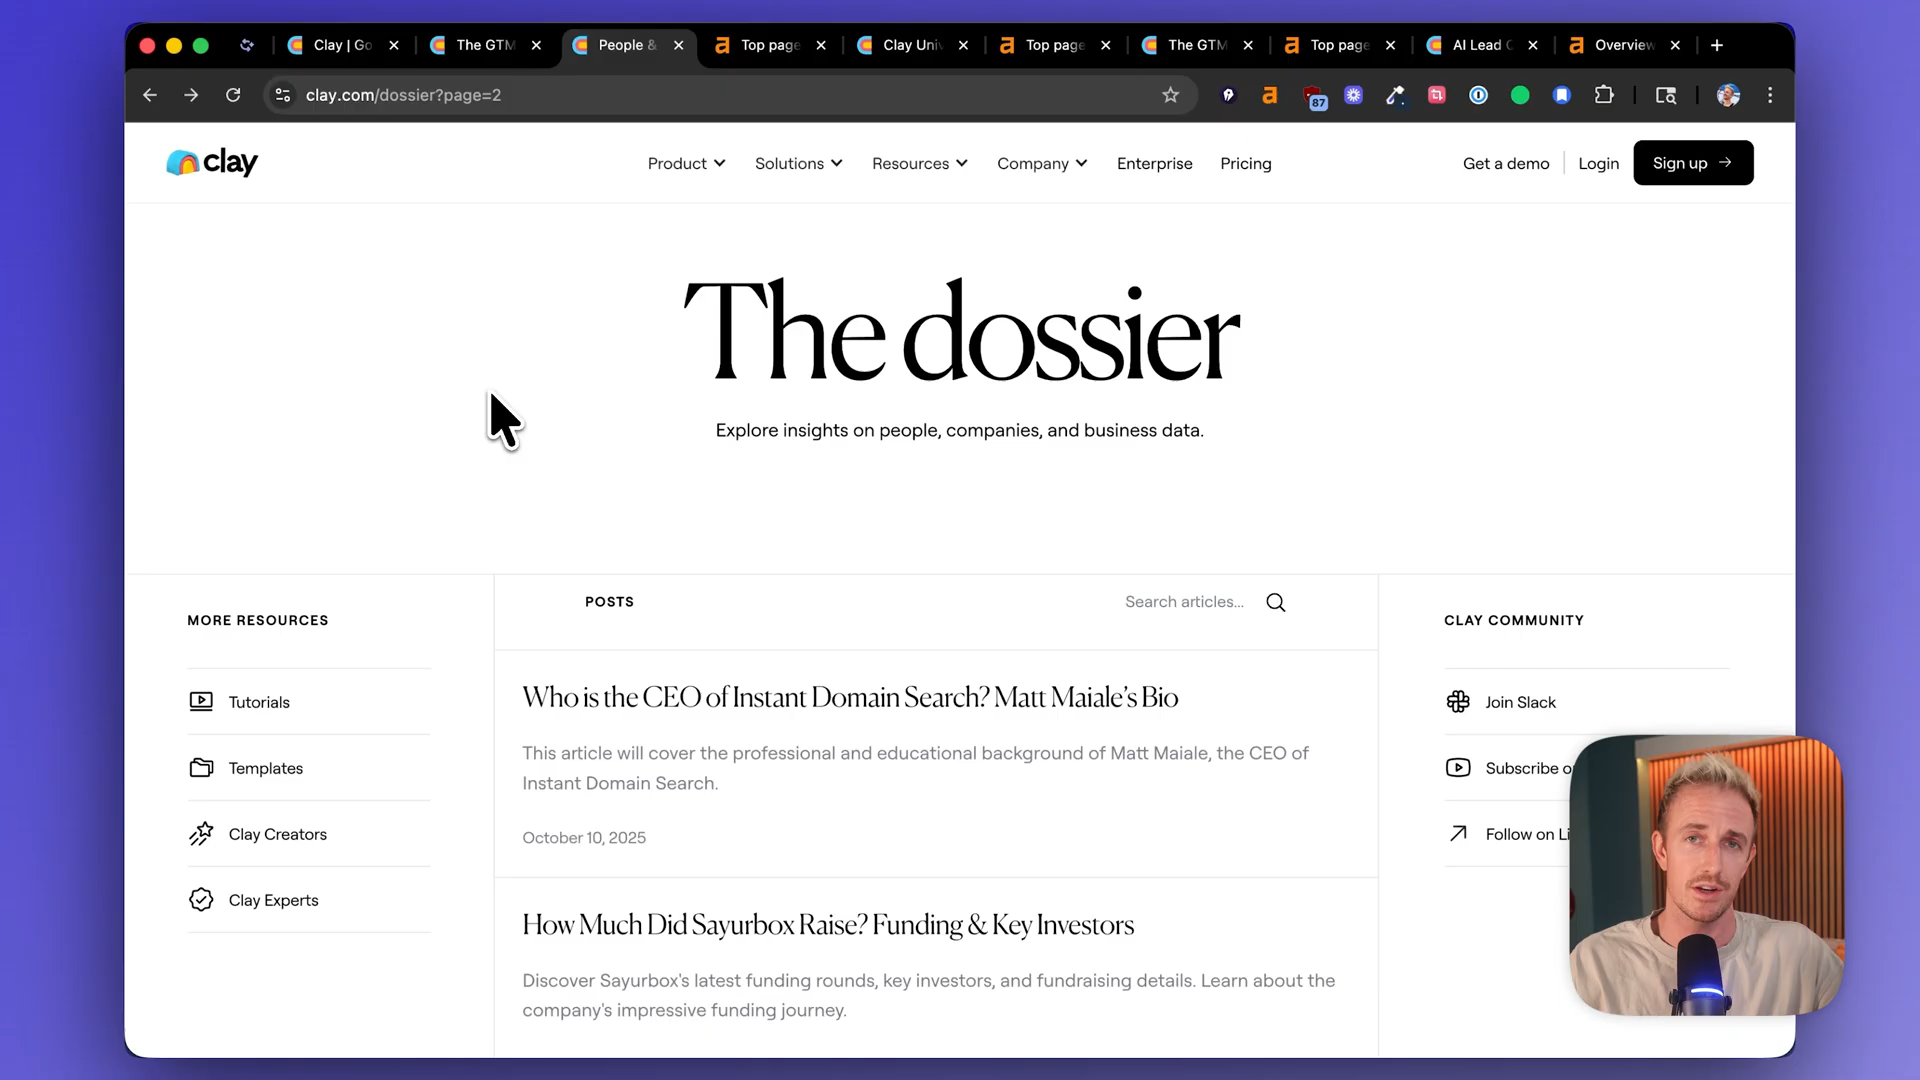 Clay | Go
The GTM
People &
Top page
Clay Uni
Top page
The GTM
Top page
AI Lead
Overview
clay.com/dossier?page=2
87
clay
Product
Solutions
Resources
Company
Enterprise
Pricing
Get a demo
Login
Sign up
The dossier
Explore insights on people, companies, and business data.
MORE RESOURCES
Tutorials
Templates
Clay Creators
Clay Experts
POSTS
Search articles...
Who is the CEO of Instant Domain Search? Matt Maiale’s Bio
This article will cover the professional and educational background of Matt Maiale, the CEO of
Instant Domain Search.
October 10, 2025
How Much Did Sayurbox Raise? Funding & Key Investors
Discover Sayurbox's latest funding rounds, key investors, and fundraising details. Learn about the
company's impressive funding journey.
CLAY COMMUNITY
Join Slack
Subscribe
Follow on Li